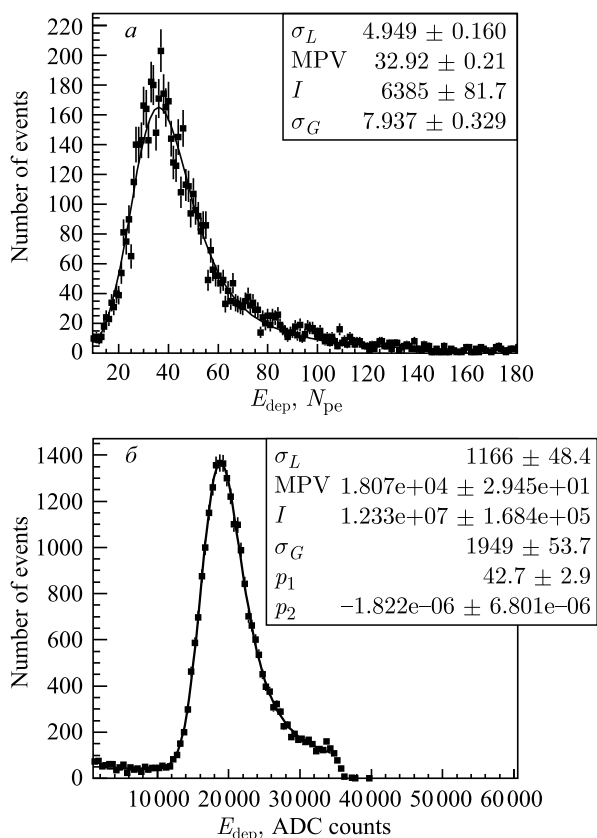 а
220
200
180
160
140
120
100
80
60
40
20
0
Number of events
σ_L 4.949 ± 0.160
MPV 32.92 ± 0.21
I 6385 ± 81.7
σ_G 7.937 ± 0.329
20 40 60 80 100 120 140 160 180
E_dep, N_pe
б
1400
1200
1000
800
600
400
200
0
Number of events
σ_L 1166 ± 48.4
MPV 1.807e+04 ± 2.945e+01
I 1.233e+07 ± 1.684e+05
σ_G 1949 ± 53.7
p_1 42.7 ± 2.9
p_2 −1.822e−06 ± 6.801e−06
10 000 20 000 30 000 40 000 50 000 60 000
E_dep, ADC counts